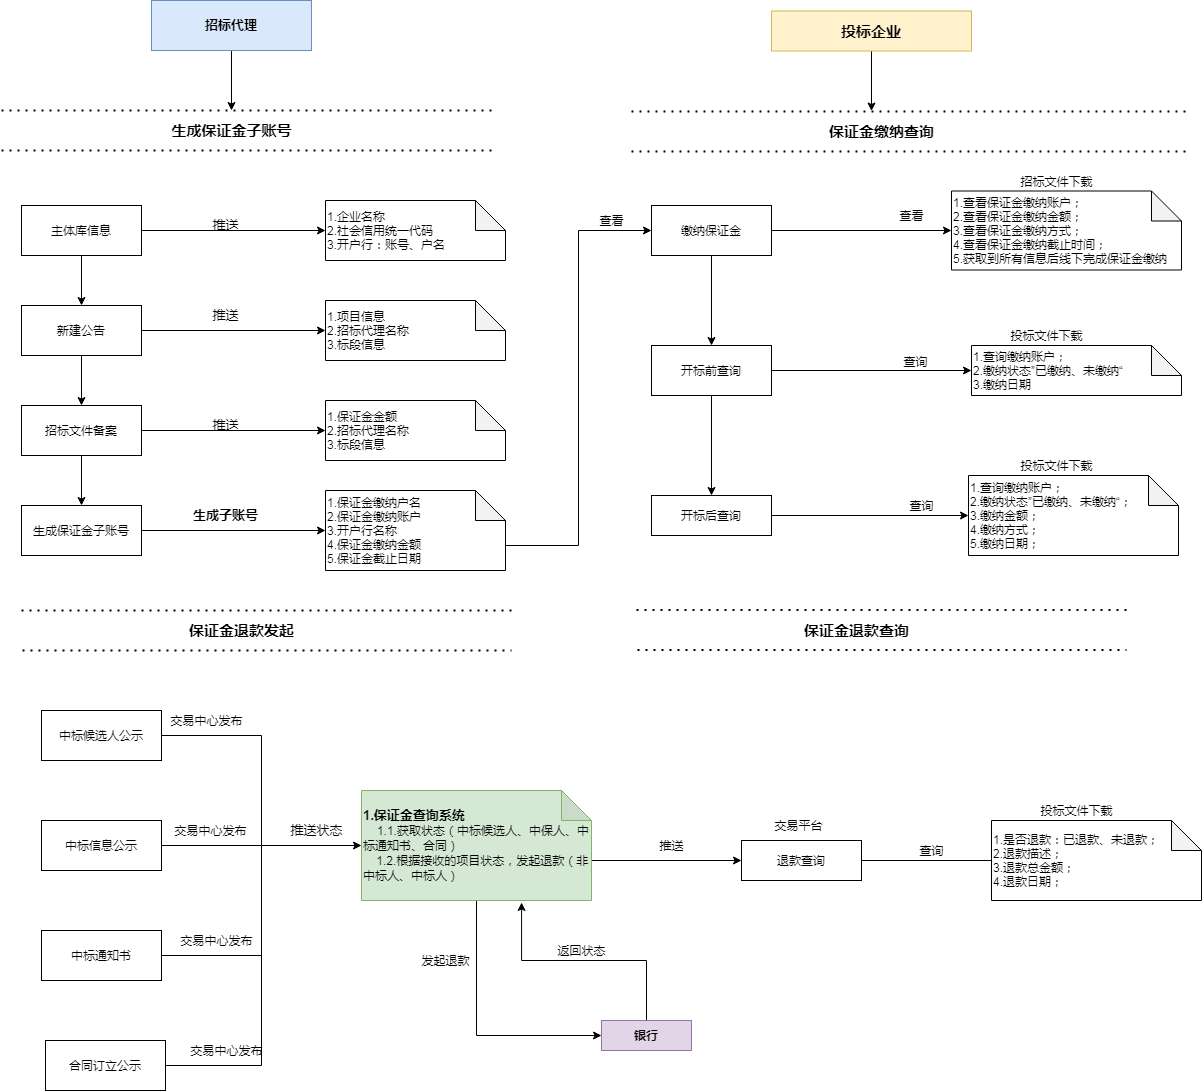 招标代理
投标企业
生成保证金子账号
保证金缴纳查询
主体库信息
推送
1.企业名称
2.社会信用统一代码
3.开户行：账号、户名
新建公告
推送
1.项目信息
2.招标代理名称
3.标段信息
招标文件备案
推送
1.保证金金额
2.招标代理名称
3.标段信息
生成保证金子账号
生成子账号
1.保证金缴纳户名
2.保证金缴纳账户
3.开户行名称
4.保证金缴纳金额
5.保证金截止日期
查看
缴纳保证金
查看
招标文件下载
1.查看保证金缴纳账户；
2.查看保证金缴纳金额；
3.查看保证金缴纳方式；
4.查看保证金缴纳截止时间；
5.获取到所有信息后线下完成保证金缴纳
开标前查询
查询
投标文件下载
1.查询缴纳账户；
2.缴纳状态”已缴纳、未缴纳“
3.缴纳日期
开标后查询
查询
投标文件下载
1.查询缴纳账户；
2.缴纳状态”已缴纳、未缴纳“；
3.缴纳金额；
4.缴纳方式；
5.缴纳日期；
保证金退款发起
保证金退款查询
中标候选人公示
交易中心发布
中标信息公示
交易中心发布
中标通知书
交易中心发布
合同订立公示
交易中心发布
推送状态
1.保证金查询系统
1.1.获取状态（中标候选人、中保人、中
标通知书、合同）
1.2.根据接收的项目状态，发起退款（非
中标人、中标人）
推送
交易平台
退款查询
查询
投标文件下载
1.是否退款：已退款、未退款；
2.退款描述；
3.退款总金额；
4.退款日期；
发起退款
返回状态
银行